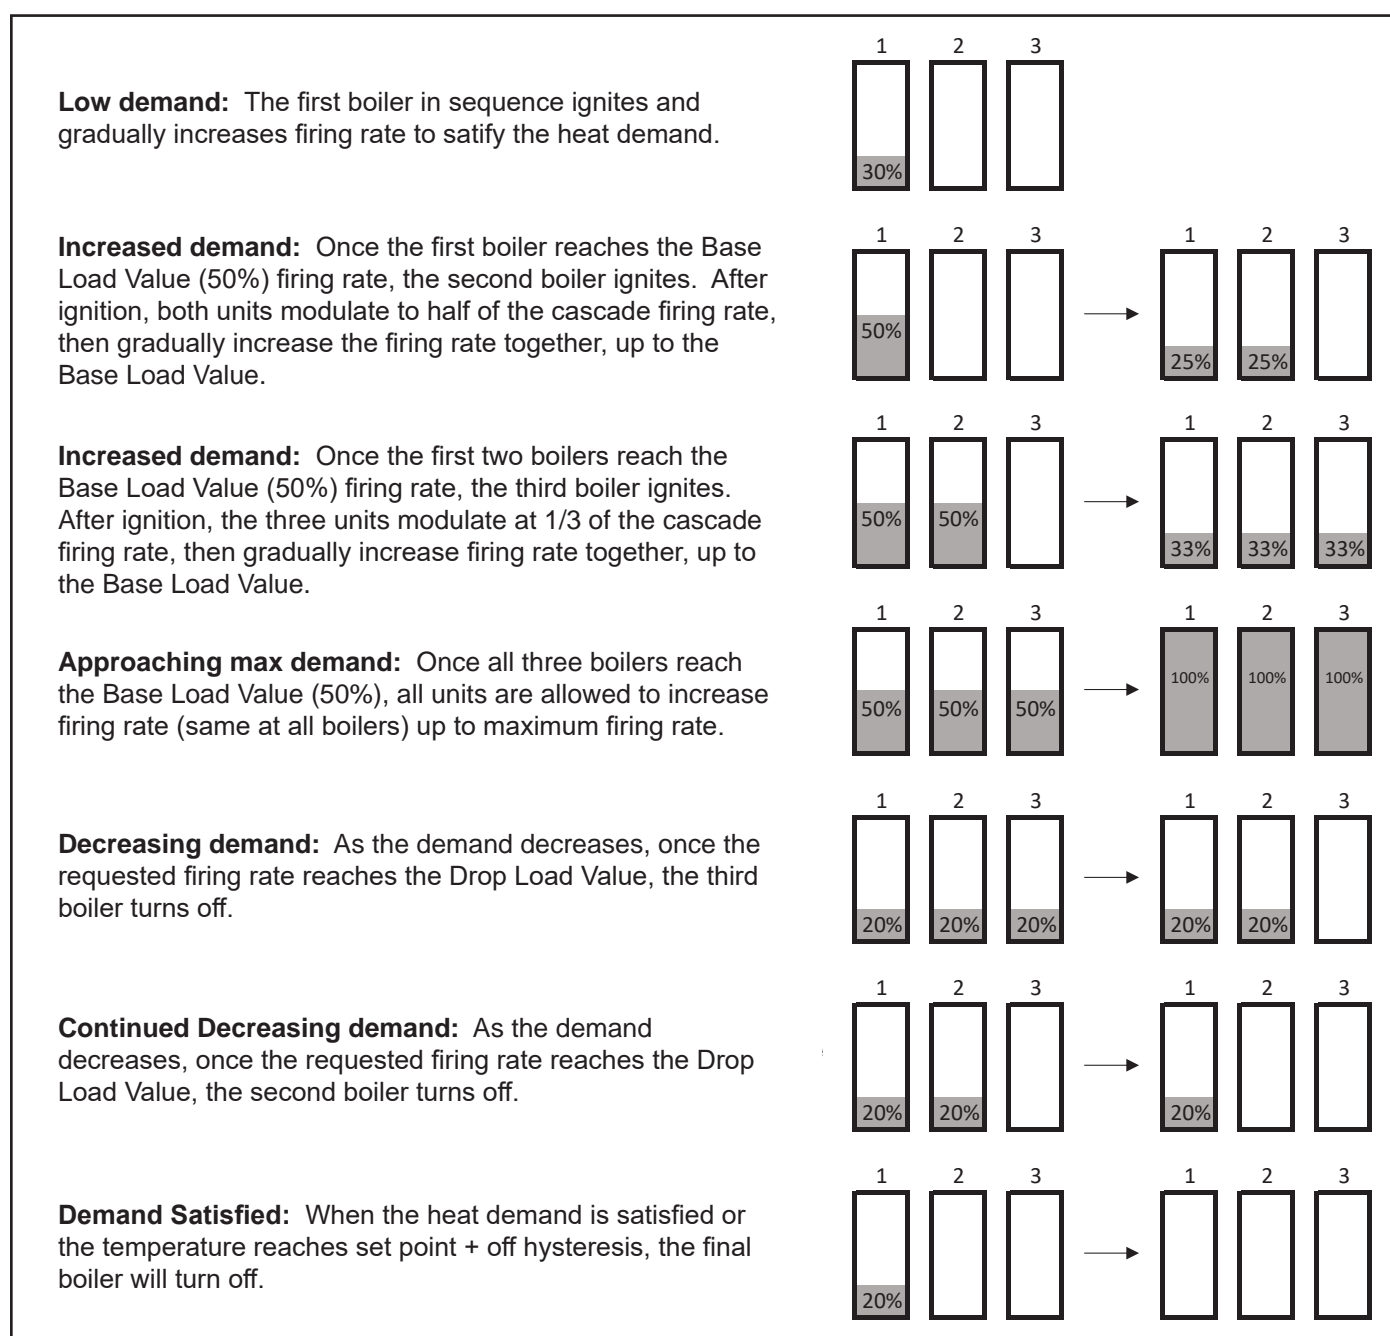 1 2 3
Low demand: The first boiler in sequence ignites and
gradually increases firing rate to satify the heat demand.
30%
Increased demand: Once the first boiler reaches the Base
Load Value (50%) firing rate, the second boiler ignites. After
ignition, both units modulate to half of the cascade firing rate,
then gradually increase the firing rate together, up to the
Base Load Value.
1 2 3 1 2 3
50% 25% 25%
Increased demand: Once the first two boilers reach the
Base Load Value (50%) firing rate, the third boiler ignites.
After ignition, the three units modulate at 1/3 of the cascade
firing rate, then gradually increase firing rate together, up to
the Base Load Value.
1 2 3 1 2 3
50% 50% 33% 33% 33%
Approaching max demand: Once all three boilers reach
the Base Load Value (50%), all units are allowed to increase
firing rate (same at all boilers) up to maximum firing rate.
1 2 3 1 2 3
50% 50% 50% 100% 100% 100%
Decreasing demand: As the demand decreases, once the
requested firing rate reaches the Drop Load Value, the third
boiler turns off.
1 2 3 1 2 3
20% 20% 20% 20% 20%
Continued Decreasing demand: As the demand
decreases, once the requested firing rate reaches the Drop
Load Value, the second boiler turns off.
1 2 3 1 2 3
20% 20% 20%
Demand Satisfied: When the heat demand is satisfied or
the temperature reaches set point + off hysteresis, the final
boiler will turn off.
1 2 3 1 2 3
20%